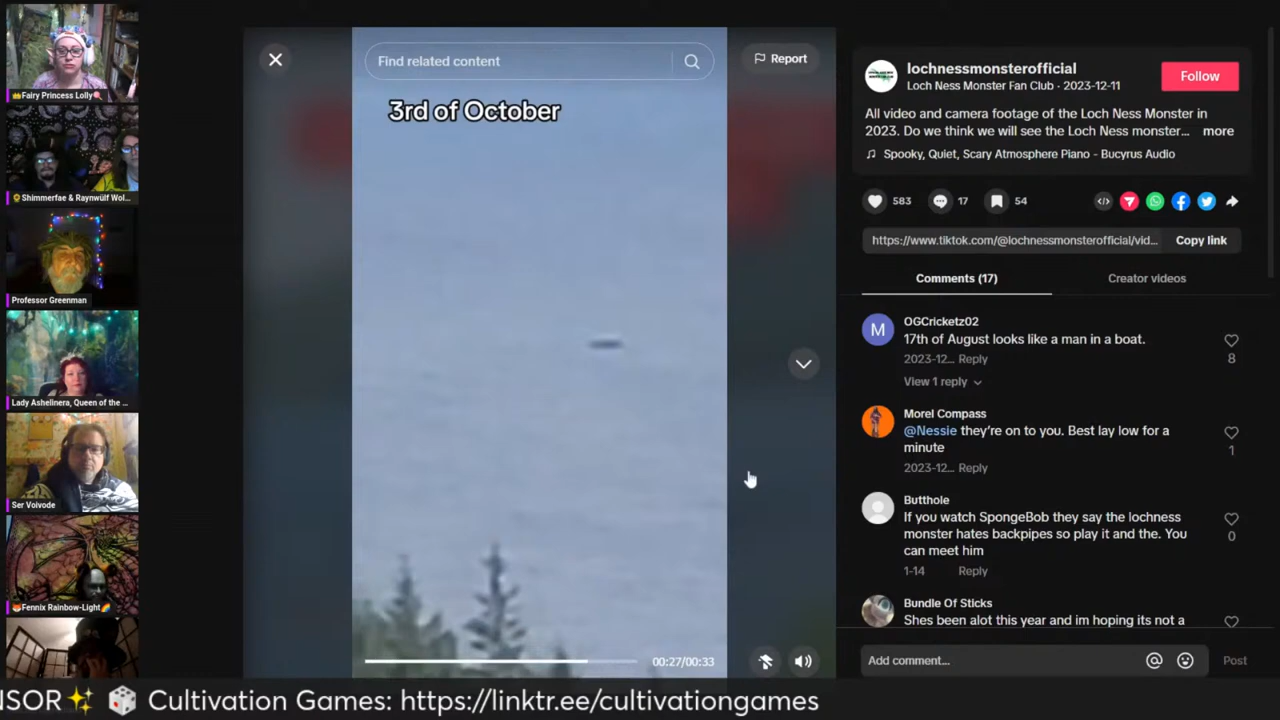 👑Fairy Princess Lolly🍭
🌻Shimmerfae & Raynwülf Wol...
Professor Greenman
Lady Ashelinera, Queen of the ...
Ser Voivode
🦊Fennix Rainbow-Light🌈
Find related content
Report
3rd of October
00:27/00:33
lochnessmonsterofficial
Loch Ness Monster Fan Club · 2023-12-11
Follow
All video and camera footage of the Loch Ness Monster in
2023. Do we think we will see the Loch Ness monster... more
♫ Spooky, Quiet, Scary Atmosphere Piano - Bucyrus Audio
583
17
54
https://www.tiktok.com/@lochnessmonsterofficial/vid...
Copy link
Comments (17)
Creator videos
M
OGCricketz02
17th of August looks like a man in a boat.
8
2023-12... Reply
View 1 reply
Morel Compass
@Nessie they're on to you. Best lay low for a
minute
1
2023-12... Reply
Butthole
If you watch SpongeBob they say the lochness
monster hates backpipes so play it and the. You
can meet him
0
1-14 Reply
Bundle Of Sticks
Shes been alot this year and im hoping its not a
Add comment...
Post
NSOR✨ 🎲 Cultivation Games: https://linktr.ee/cultivationgames